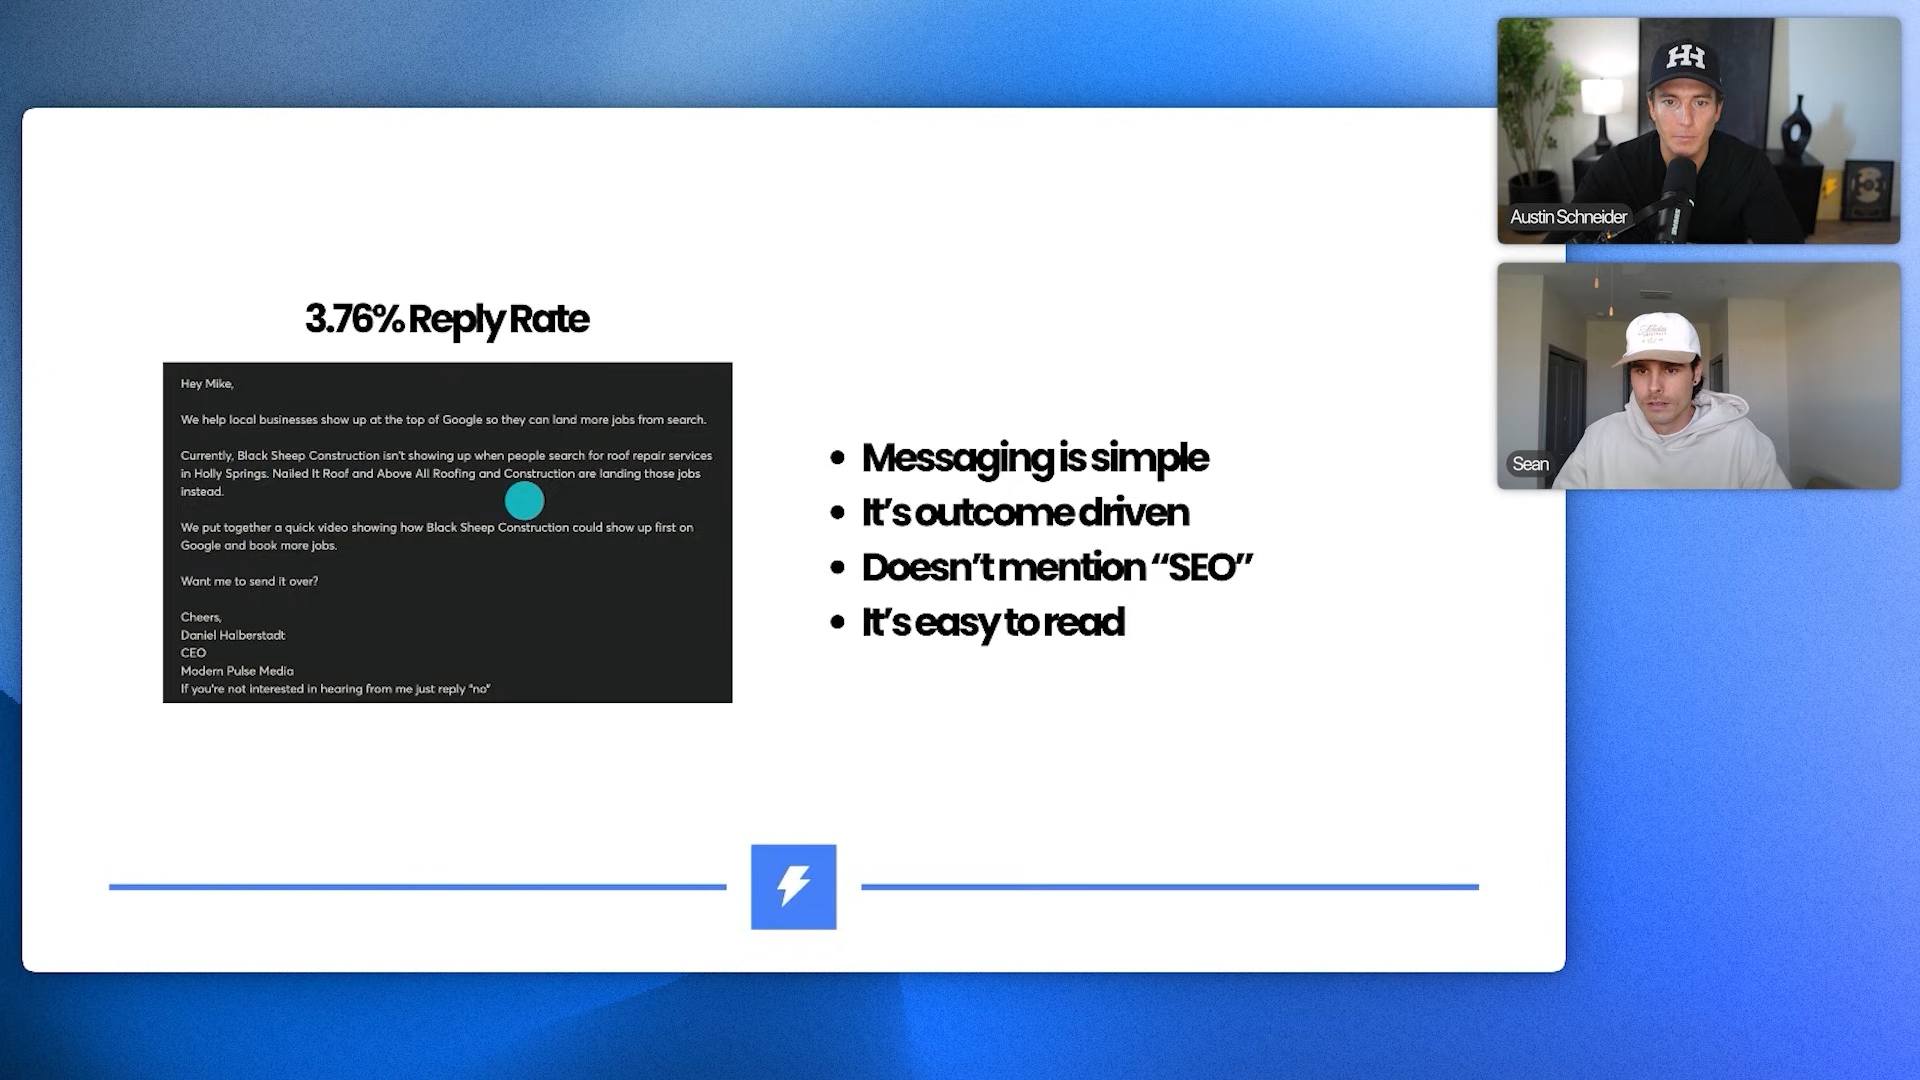 3.76% Reply Rate
Hey Mike,
We help local businesses show up at the top of Google so they can land more jobs from search.
Currently, Black Sheep Construction isn't showing up when people search for roof repair services
in Holly Springs. Nailed It Roof and Above All Roofing and Construction are landing those jobs
instead.
We put together a quick video showing how Black Sheep Construction could show up first on
Google and book more jobs.
Want me to send it over?
Cheers,
Daniel Halberstadt
CEO
Modern Pulse Media
If you're not interested in hearing from me just reply "no"
• Messaging is simple
• It's outcome driven
• Doesn't mention “SEO”
• It's easy to read
Austin Schneider
Sean